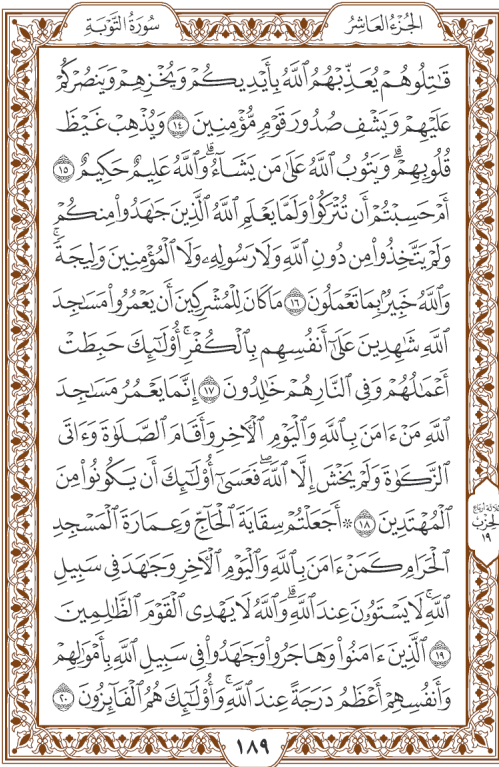 الجُزْءُ العَاشِرُ
سُورَةُ التَّوْبَةِ
قَٰتِلُوهُمْ يُعَذِّبْهُمُ ٱللَّهُ بِأَيْدِيكُمْ وَيُخْزِهِمْ وَيَنصُرْكُمْ
عَلَيْهِمْ وَيَشْفِ صُدُورَ قَوْمٍ مُّؤْمِنِينَ ١٤ وَيُذْهِبْ غَيْظَ
قُلُوبِهِمْ ۗ وَيَتُوبُ ٱللَّهُ عَلَىٰ مَن يَشَآءُ ۗ وَٱللَّهُ عَلِيمٌ حَكِيمٌ ١٥
أَمْ حَسِبْتُمْ أَن تُتْرَكُوا۟ وَلَمَّا يَعْلَمِ ٱللَّهُ ٱلَّذِينَ جَٰهَدُوا۟ مِنكُمْ
وَلَمْ يَتَّخِذُوا۟ مِن دُونِ ٱللَّهِ وَلَا رَسُولِهِۦ وَلَا ٱلْمُؤْمِنِينَ وَلِيجَةً ۚ
وَٱللَّهُ خَبِيرٌۢ بِمَا تَعْمَلُونَ ١٦ مَا كَانَ لِلْمُشْرِكِينَ أَن يَعْمُرُوا۟ مَسَٰجِدَ
ٱللَّهِ شَٰهِدِينَ عَلَىٰٓ أَنفُسِهِم بِٱلْكُفْرِ ۚ أُو۟لَٰٓئِكَ حَبِطَتْ
أَعْمَٰلُهُمْ وَفِى ٱلنَّارِ هُمْ خَٰلِدُونَ ١٧ إِنَّمَا يَعْمُرُ مَسَٰجِدَ
ٱللَّهِ مَنْ ءَامَنَ بِٱللَّهِ وَٱلْيَوْمِ ٱلْءَاخِرِ وَأَقَامَ ٱلصَّلَوٰةَ وَءَاتَى
ٱلزَّكَوٰةَ وَلَمْ يَخْشَ إِلَّا ٱللَّهَ ۖ فَعَسَىٰٓ أُو۟لَٰٓئِكَ أَن يَكُونُوا۟ مِنَ
ٱلْمُهْتَدِينَ ١٨ ۞ أَجَعَلْتُمْ سِقَايَةَ ٱلْحَآجِّ وَعِمَارَةَ ٱلْمَسْجِدِ
ٱلْحَرَامِ كَمَنْ ءَامَنَ بِٱللَّهِ وَٱلْيَوْمِ ٱلْءَاخِرِ وَجَٰهَدَ فِى سَبِيلِ
ٱللَّهِ ۚ لَا يَسْتَوُۥنَ عِندَ ٱللَّهِ ۗ وَٱللَّهُ لَا يَهْدِى ٱلْقَوْمَ ٱلظَّٰلِمِينَ
١٩ ٱلَّذِينَ ءَامَنُوا۟ وَهَاجَرُوا۟ وَجَٰهَدُوا۟ فِى سَبِيلِ ٱللَّهِ بِأَمْوَٰلِهِمْ
وَأَنفُسِهِمْ أَعْظَمُ دَرَجَةً عِندَ ٱللَّهِ ۚ وَأُو۟لَٰٓئِكَ هُمُ ٱلْفَآئِزُونَ ٢٠
الحِزْب
١٩
١٨٩